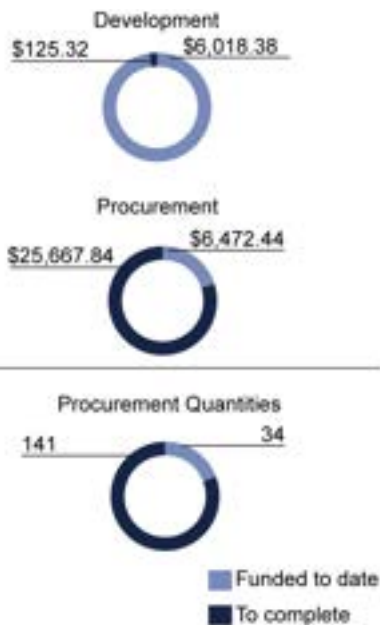 Development
$125.32 $6,018.38
Procurement
$6,472.44
$25,667.84
Procurement Quantities
141 34
Funded to date
To complete